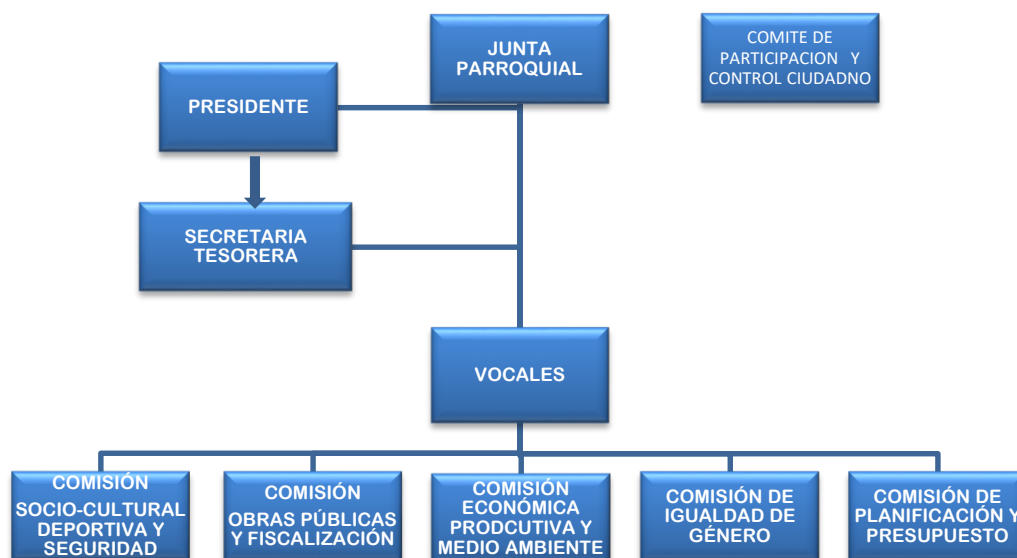 JUNTA
PARROQUIAL
COMITE DE
PARTICIPACION Y
CONTROL CIUDADNO
PRESIDENTE
SECRETARIA
TESORERA
VOCALES
COMISIÓN
SOCIO-CULTURAL
DEPORTIVA Y
SEGURIDAD
COMISIÓN
OBRAS PÚBLICAS
Y FISCALIZACIÓN
COMISIÓN
ECONÓMICA
PRODCUTIVA Y
MEDIO AMBIENTE
COMISIÓN DE
IGUALDAD DE
GÉNERO
COMISIÓN DE
PLANIFICACIÓN Y
PRESUPUESTO